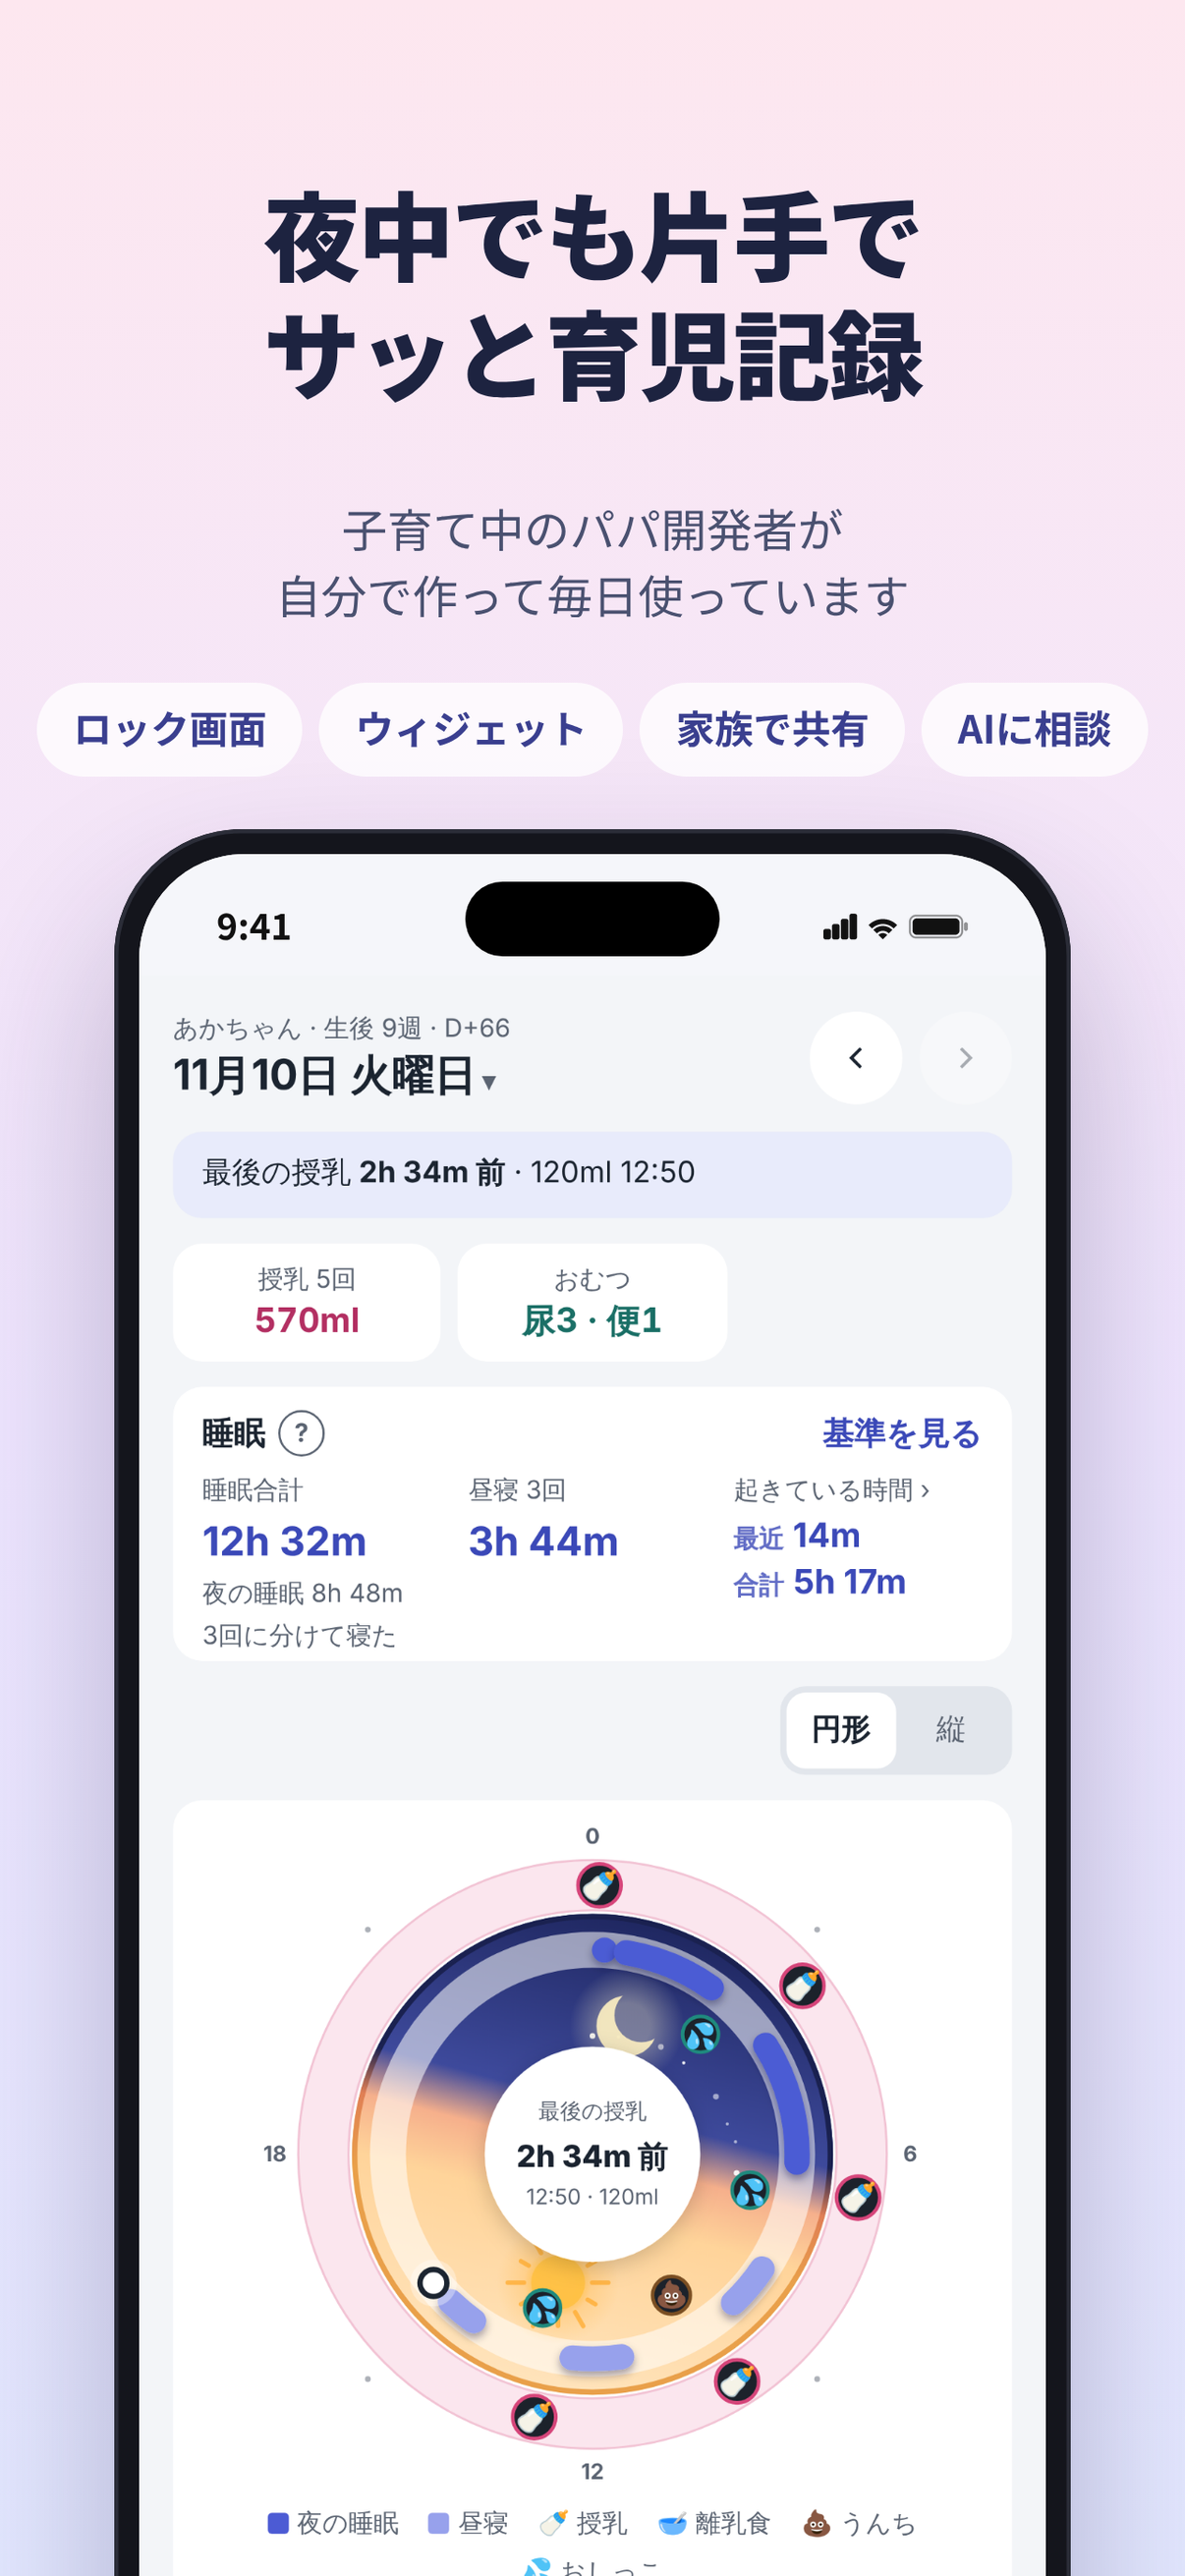 夜中でも片手で
サッと育児記録
子育て中のパパ開発者が
自分で作って毎日使っています
ロック画面 ウィジェット 家族で共有 AIに相談
9:41
あかちゃん · 生後 9週 · D+66
11月10日 火曜日 ▾
最後の授乳 2h 34m 前 · 120ml 12:50
授乳 5回 おむつ
570ml 尿3 · 便1
睡眠 ? 基準を見る
睡眠合計 昼寝 3回 起きている時間 ›
12h 32m 3h 44m 最近 14m
合計 5h 17m
夜の睡眠 8h 48m
3回に分けて寝た
円形 縦
0
最後の授乳
18 2h 34m 前 6
12:50 · 120ml
12
夜の睡眠 昼寝 授乳 離乳食 うんち
おしっこ